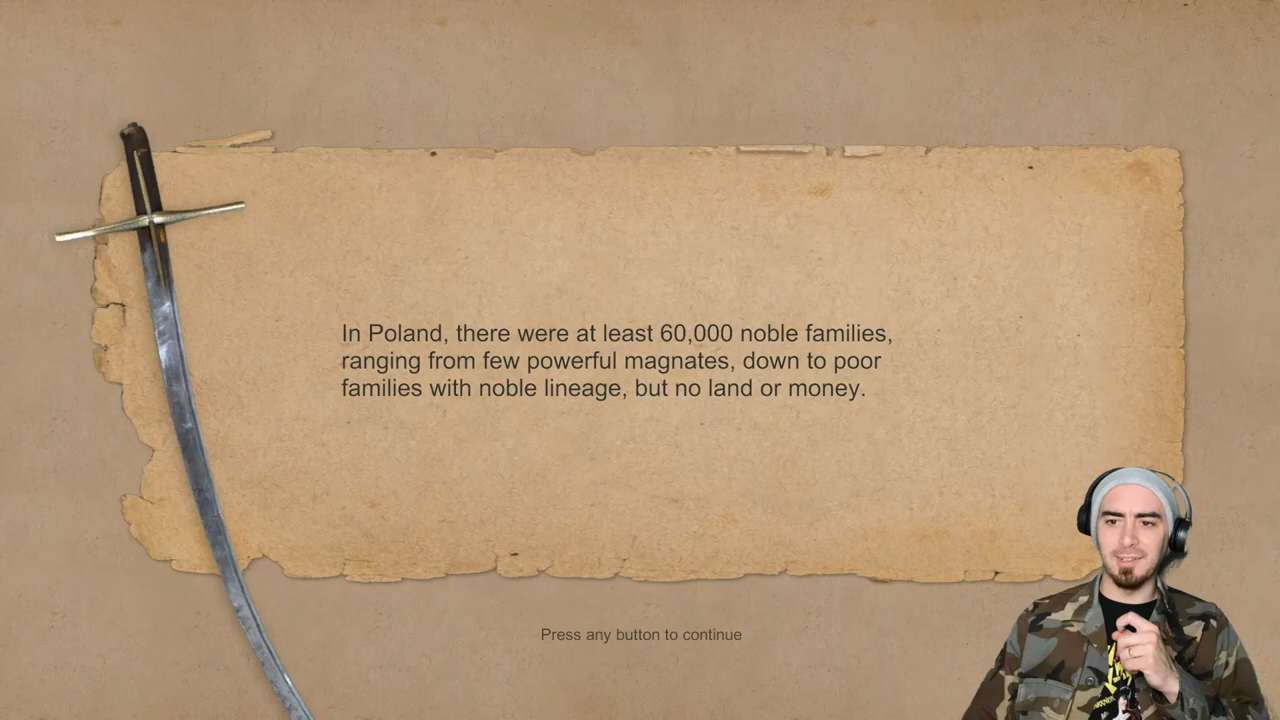 In Poland, there were at least 60,000 noble families,
ranging from few powerful magnates, down to poor
families with noble lineage, but no land or money.
Press any button to continue